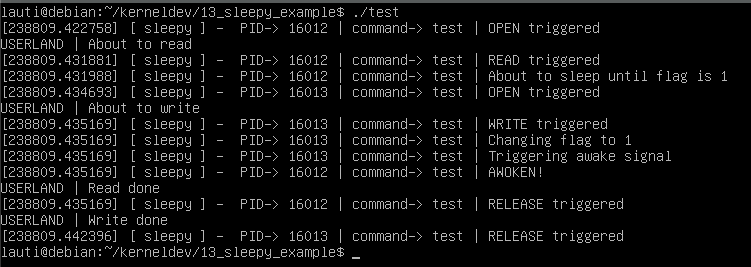 lauti@debian:~/kerneldev/13_sleepy_example$ ./test
[238809.422758] [ sleepy ] -  PID-> 16012 | command-> test | OPEN triggered
USERLAND | About to read
[238809.431881] [ sleepy ] -  PID-> 16012 | command-> test | READ triggered
[238809.431988] [ sleepy ] -  PID-> 16012 | command-> test | About to sleep until flag is 1
[238809.434693] [ sleepy ] -  PID-> 16013 | command-> test | OPEN triggered
USERLAND | About to write
[238809.435169] [ sleepy ] -  PID-> 16013 | command-> test | WRITE triggered
[238809.435169] [ sleepy ] -  PID-> 16013 | command-> test | Changing flag to 1
[238809.435169] [ sleepy ] -  PID-> 16013 | command-> test | Triggering awake signal
[238809.435169] [ sleepy ] -  PID-> 16012 | command-> test | AWOKEN!
USERLAND | Read done
[238809.435169] [ sleepy ] -  PID-> 16012 | command-> test | RELEASE triggered
USERLAND | Write done
[238809.442396] [ sleepy ] -  PID-> 16013 | command-> test | RELEASE triggered
lauti@debian:~/kerneldev/13_sleepy_example$ _